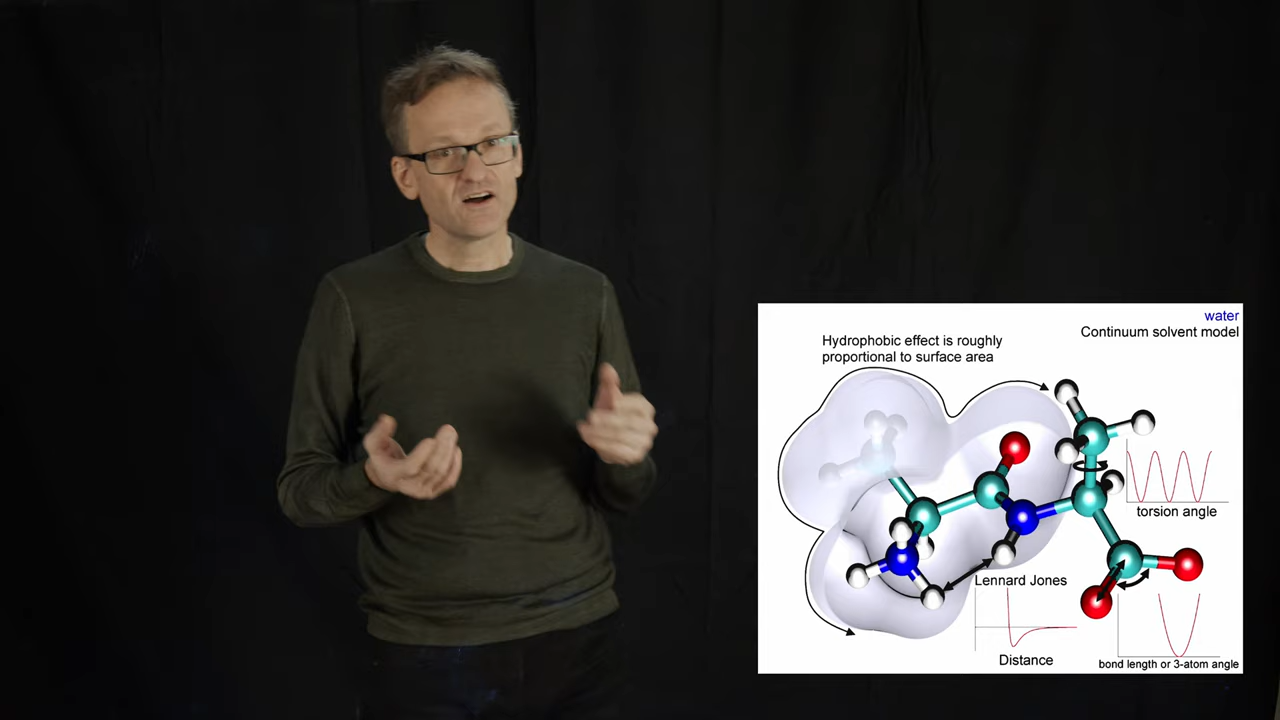 water
Continuum solvent model
Hydrophobic effect is roughly
proportional to surface area
torsion angle
Lennard Jones
Distance
bond length or 3-atom angle